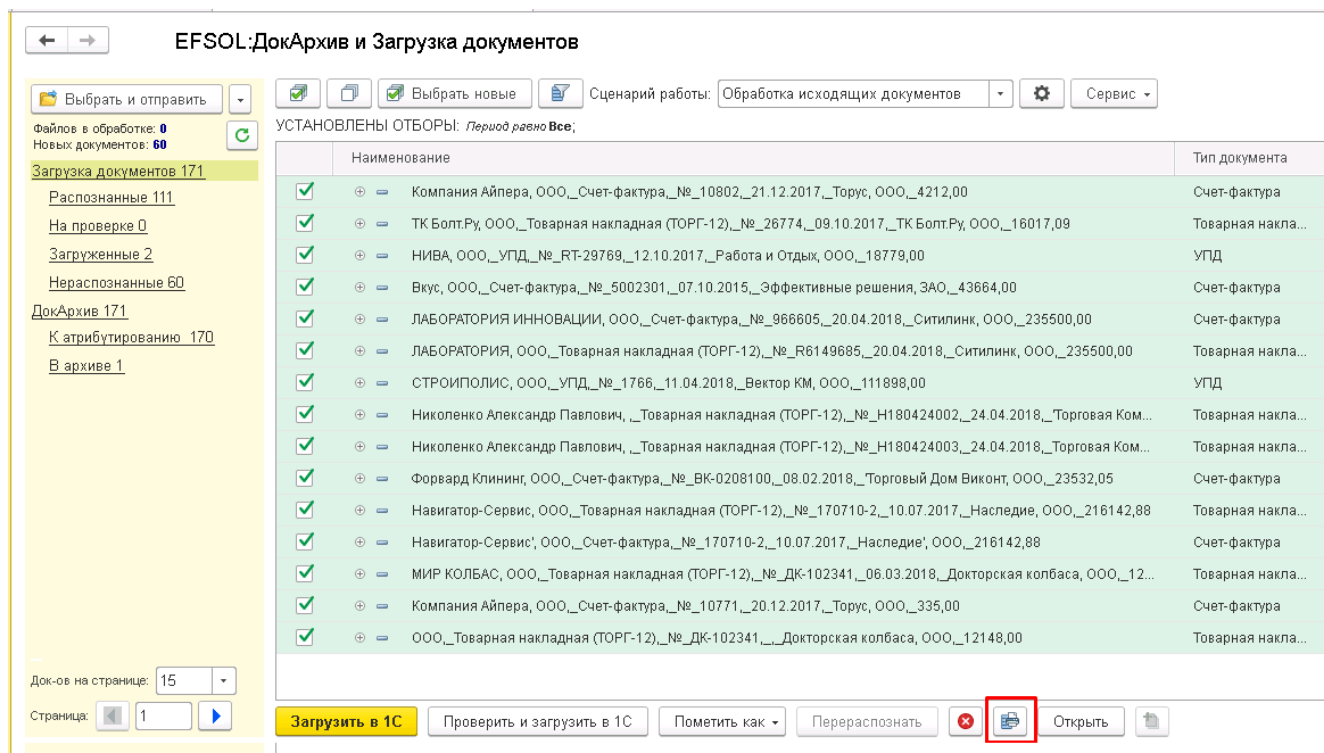 EFSOL:ДокАрхив и Загрузка документов
Выбрать и отправить
Файлов в обработке: 0
Новых документов: 60
Загрузка документов 171
Распознанные 111
На проверке 0
Загруженные 2
Нераспознанные 60
ДокАрхив 171
К атрибутированию 170
В архиве 1
Док-ов на странице: 15
Страница: 1
Выбрать новые Сценарий работы: Обработка исходящих документов Сервис
УСТАНОВЛЕНЫ ОТБОРЫ: Период равно Все;
Наименование Тип документа
Компания Айпера, ООО,_Счет-фактура,_№_10802,_21.12.2017,_Торус, ООО,_4212,00 Счет-фактура
ТК Болт.Ру, ООО,_Товарная накладная (ТОРГ-12),_№_26774,_09.10.2017,_ТК Болт.Ру, ООО,_16017,09 Товарная накла...
НИВА, ООО,_УПД,_№_RT-29769,_12.10.2017,_Работа и Отдых, ООО,_18779,00 УПД
Вкус, ООО,_Счет-фактура,_№_5002301,_07.10.2015,_Эффективные решения, ЗАО,_43664,00 Счет-фактура
ЛАБОРАТОРИЯ ИННОВАЦИИ, ООО,_Счет-фактура,_№_966605,_20.04.2018,_Ситилинк, ООО,_235500,00 Счет-фактура
ЛАБОРАТОРИЯ, ООО,_Товарная накладная (ТОРГ-12),_№_R6149685,_20.04.2018,_Ситилинк, ООО,_235500,00 Товарная накла...
СТРОИПОЛИС, ООО,_УПД,_№_1766,_11.04.2018,_Вектор КМ, ООО,_111898,00 УПД
Николенко Александр Павлович, ,_Товарная накладная (ТОРГ-12),_№_Н180424002,_24.04.2018,_'Торговая Ком... Товарная накла...
Николенко Александр Павлович, ,_Товарная накладная (ТОРГ-12),_№_Н180424003,_24.04.2018,_Торговая Ком... Товарная накла...
Форвард Клининг, ООО,_Счет-фактура,_№_ВК-0208100,_08.02.2018,_'Торговый Дом Виконт, ООО,_23532,05 Счет-фактура
Навигатор-Сервис, ООО,_Товарная накладная (ТОРГ-12),_№_170710-2,_10.07.2017,_Наследие, ООО,_216142,88 Товарная накла...
Навигатор-Сервис', ООО,_Счет-фактура,_№_170710-2,_10.07.2017,_Наследие', ООО,_216142,88 Счет-фактура
МИР КОЛБАС, ООО,_Товарная накладная (ТОРГ-12),_№_ДК-102341,_06.03.2018,_Докторская колбаса, ООО,_12... Товарная накла...
Компания Айпера, ООО,_Счет-фактура,_№_10771,_20.12.2017,_Торус, ООО,_335,00 Счет-фактура
ООО,_Товарная накладная (ТОРГ-12),_№_ДК-102341,_,_Докторская колбаса, ООО,_12148,00 Товарная накла...
Загрузить в 1С Проверить и загрузить в 1С Пометить как Перераспознать Открыть